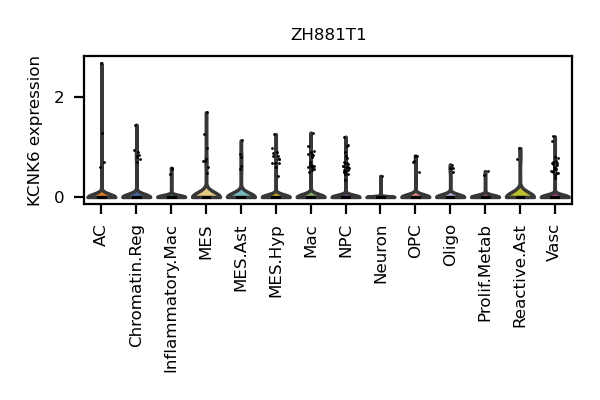 ZH881T1
KCNK6 expression
2
0
AC
Chromatin.Reg
Inflammatory.Mac
MES
MES.Ast
MES.Hyp
Mac
NPC
Neuron
OPC
Oligo
Prolif.Metab
Reactive.Ast
Vasc